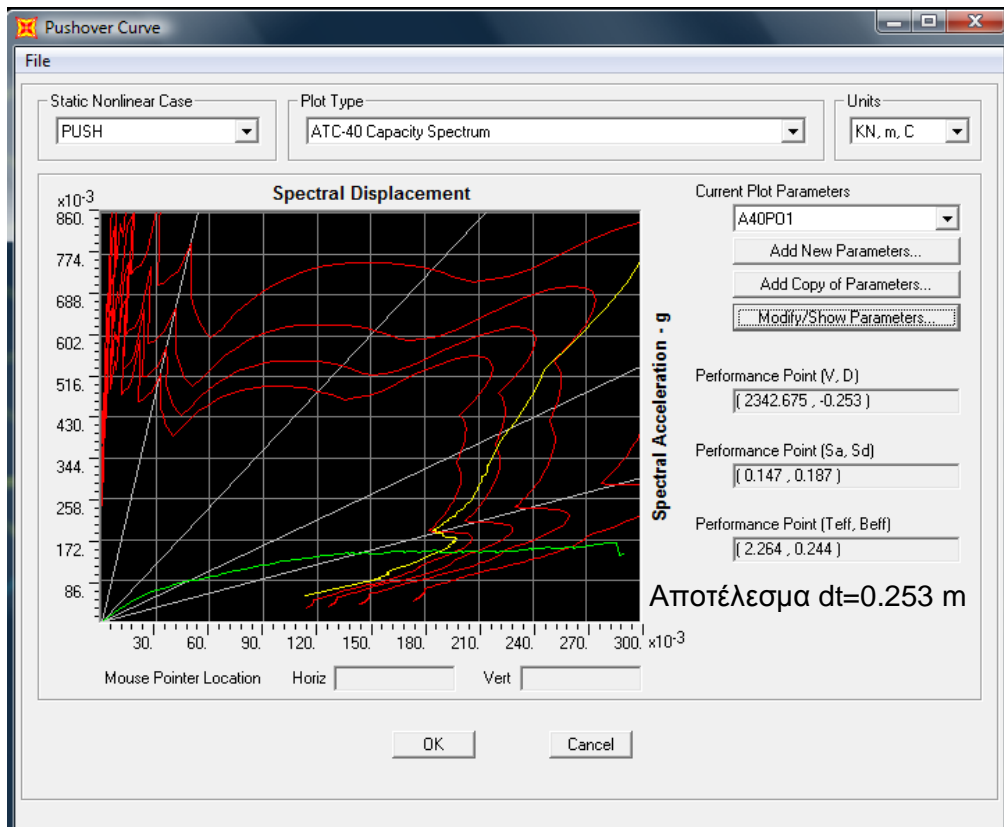 Pushover Curve
File
Static Nonlinear Case
PUSH
Plot Type
ATC-40 Capacity Spectrum
Units
KN, m, C
Spectral Displacement
x10-3
860.
774.
688.
602.
516.
430.
344.
258.
172.
86.
30. 60. 90. 120. 150. 180. 210. 240. 270. 300. x10-3
Spectral Acceleration - g
Mouse Pointer Location Horiz Vert
Current Plot Parameters
A40PO1
Add New Parameters...
Add Copy of Parameters...
Modify/Show Parameters...
Performance Point (V, D)
( 2342.675 , -0.253 )
Performance Point (Sa, Sd)
( 0.147 , 0.187 )
Performance Point (Teff, Beff)
( 2.264 , 0.244 )
Αποτέλεσμα dt=0.253 m
OK Cancel